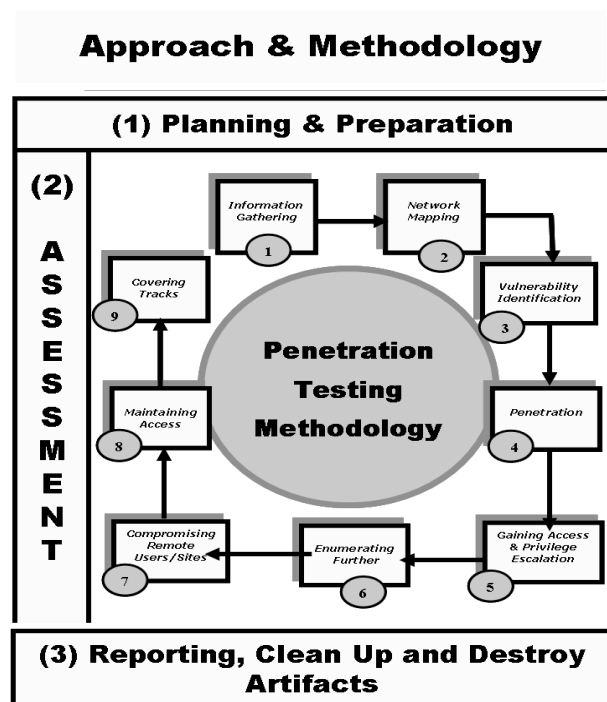 Approach & Methodology
(1) Planning & Preparation
(2)
A
S
S
E
S
S
M
E
N
T
Information
Gathering
1
Network
Mapping
2
Vulnerability
Identification
3
Penetration
4
Gaining Access
& Privilege
Escalation
5
Enumerating
Further
6
Compromising
Remote
Users/Sites
7
Maintaining
Access
8
Covering
Tracks
9
Penetration
Testing
Methodology
(3) Reporting, Clean Up and Destroy
Artifacts